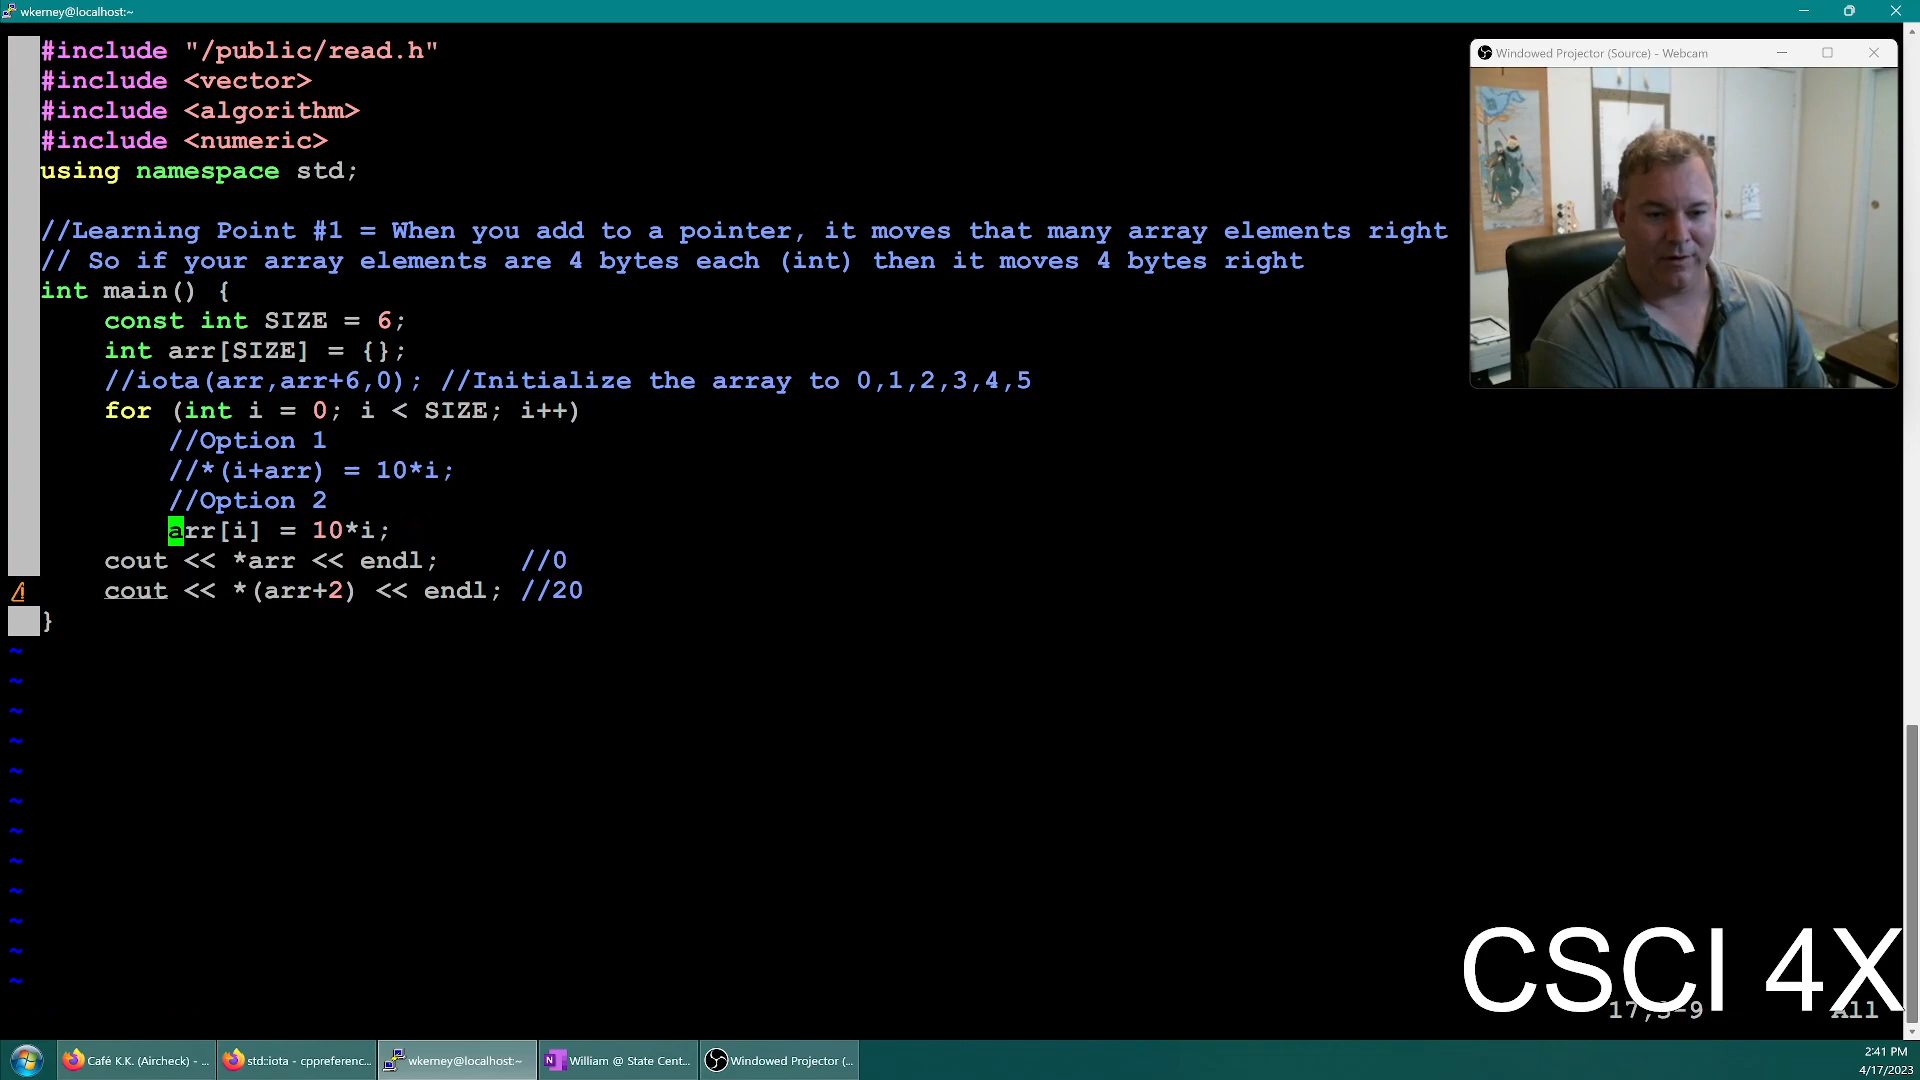 wkerney@localhost:~
#include "/public/read.h"
#include <vector>
#include <algorithm>
#include <numeric>
using namespace std;
//Learning Point #1 = When you add to a pointer, it moves that many array elements right
// So if your array elements are 4 bytes each (int) then it moves 4 bytes right
int main() {
const int SIZE = 6;
int arr[SIZE] = {};
//iota(arr,arr+6,0); //Initialize the array to 0,1,2,3,4,5
for (int i = 0; i < SIZE; i++)
//Option 1
//*(i+arr) = 10*i;
//Option 2
arr[i] = 10*i;
cout << *arr << endl; //0
cout << *(arr+2) << endl; //20
}
~
~
~
~
~
~
~
~
~
~
~
~
Windowed Projector (Source) - Webcam
CSCI 4X
All
Café K.K. (Aircheck) - ...
std::iota - cppreferenc...
wkerney@localhost:~
William @ State Cent...
Windowed Projector (...
2:41 PM
4/17/2023